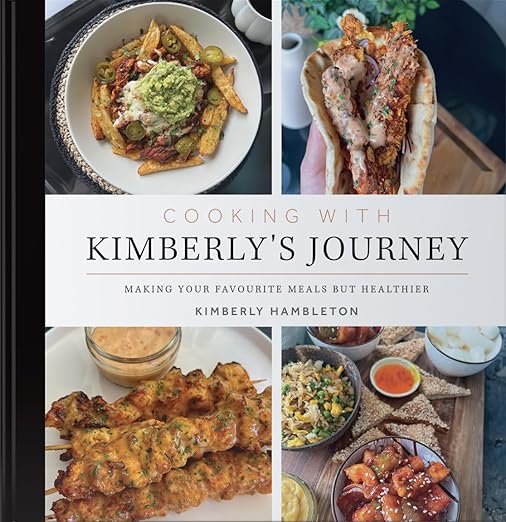 COOKING WITH
KIMBERLY'S JOURNEY
MAKING YOUR FAVOURITE MEALS BUT HEALTHIER
KIMBERLY HAMBLETON